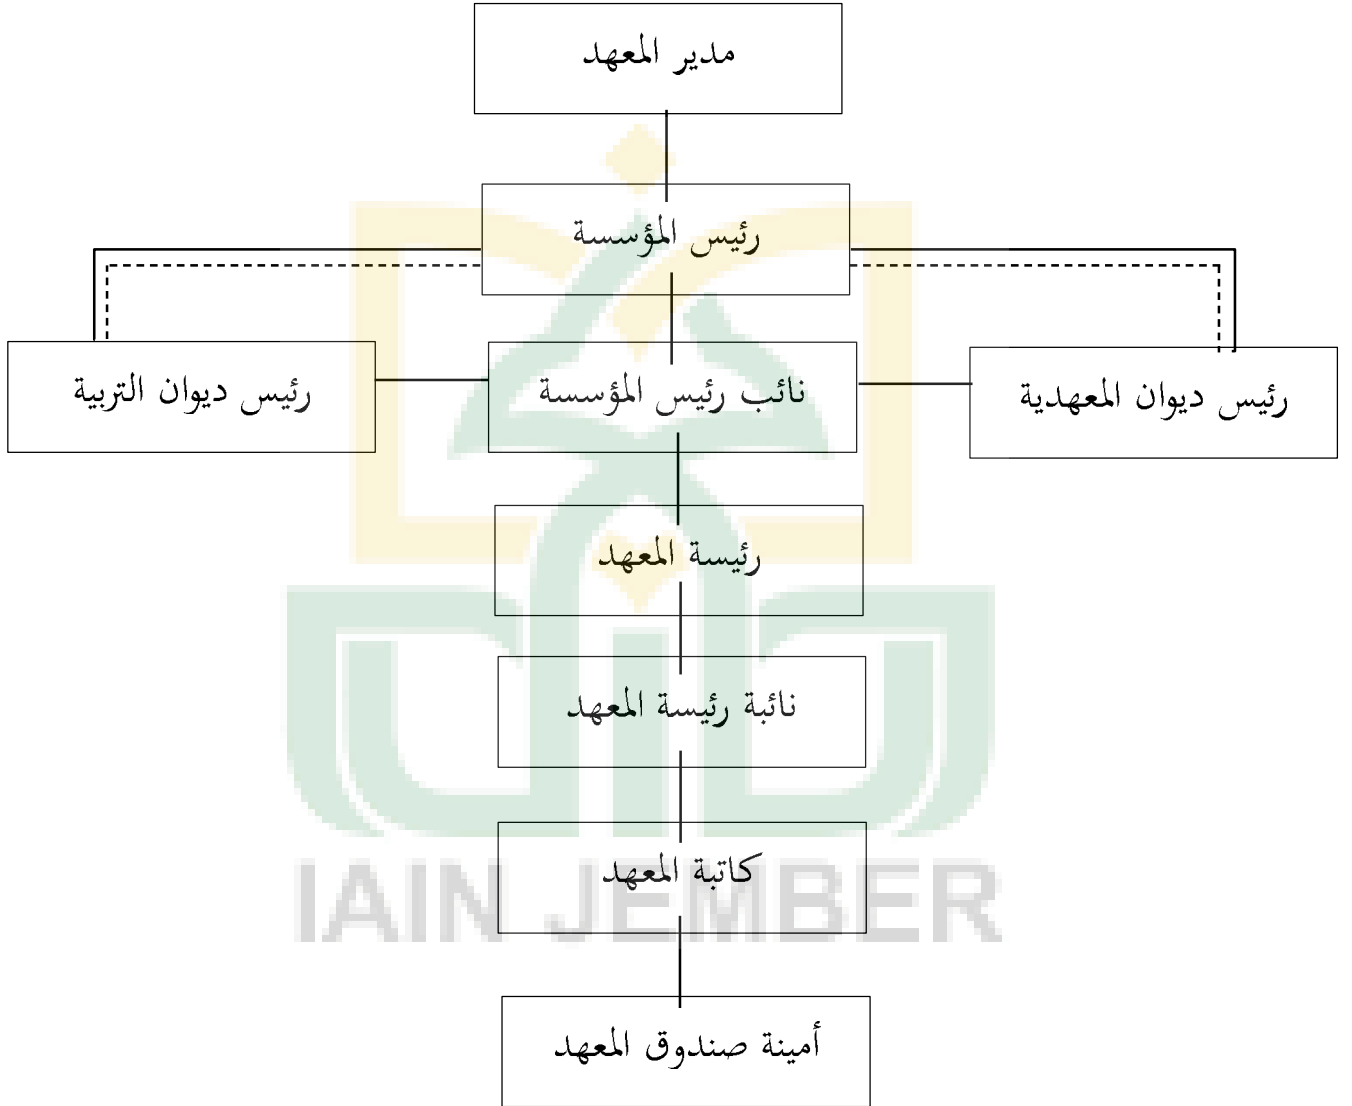 مدير المعهد
رئيس المؤسسة
رئيس ديوان المعهدية
نائب رئيس المؤسسة
رئيس ديوان التربية
رئيسة المعهد
نائبة رئيسة المعهد
كاتبة المعهد
IAIN JEMBER
أمينة صندوق المعهد